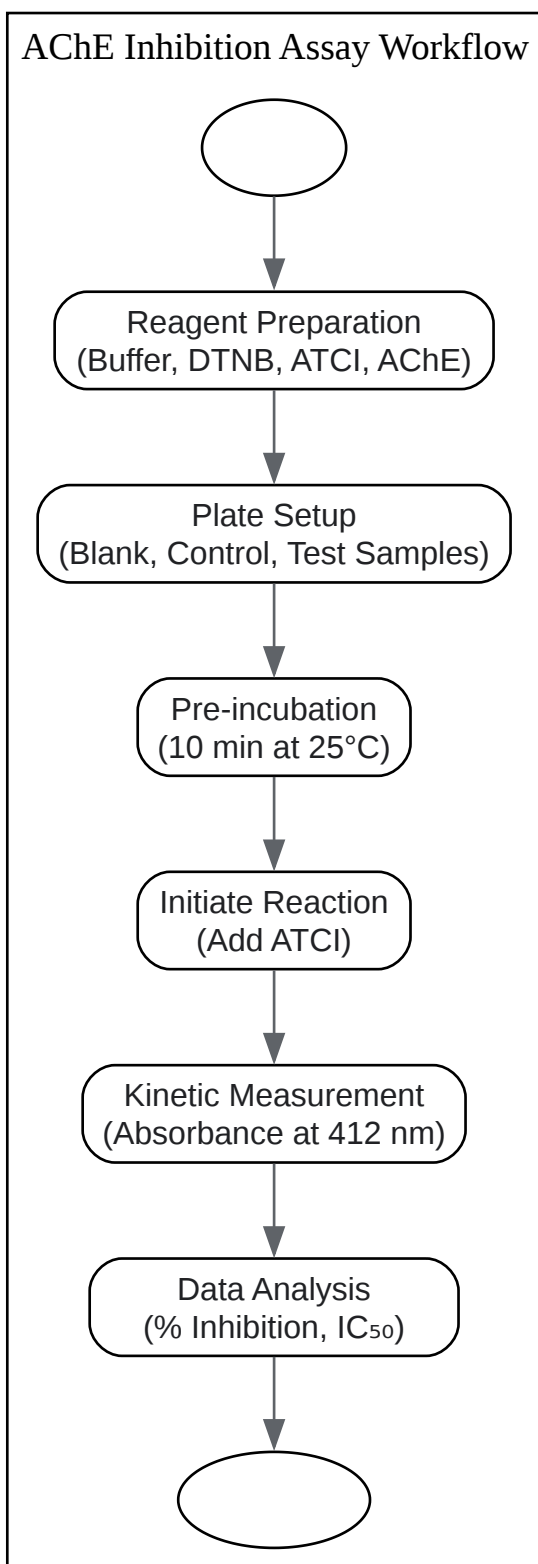 AChE Inhibition Assay Workflow
Reagent Preparation
(Buffer, DTNB, ATCI, AChE)
Plate Setup
(Blank, Control, Test Samples)
Pre-incubation
(10 min at 25°C)
Initiate Reaction
(Add ATCI)
Kinetic Measurement
(Absorbance at 412 nm)
Data Analysis
(% Inhibition, IC₅₀)